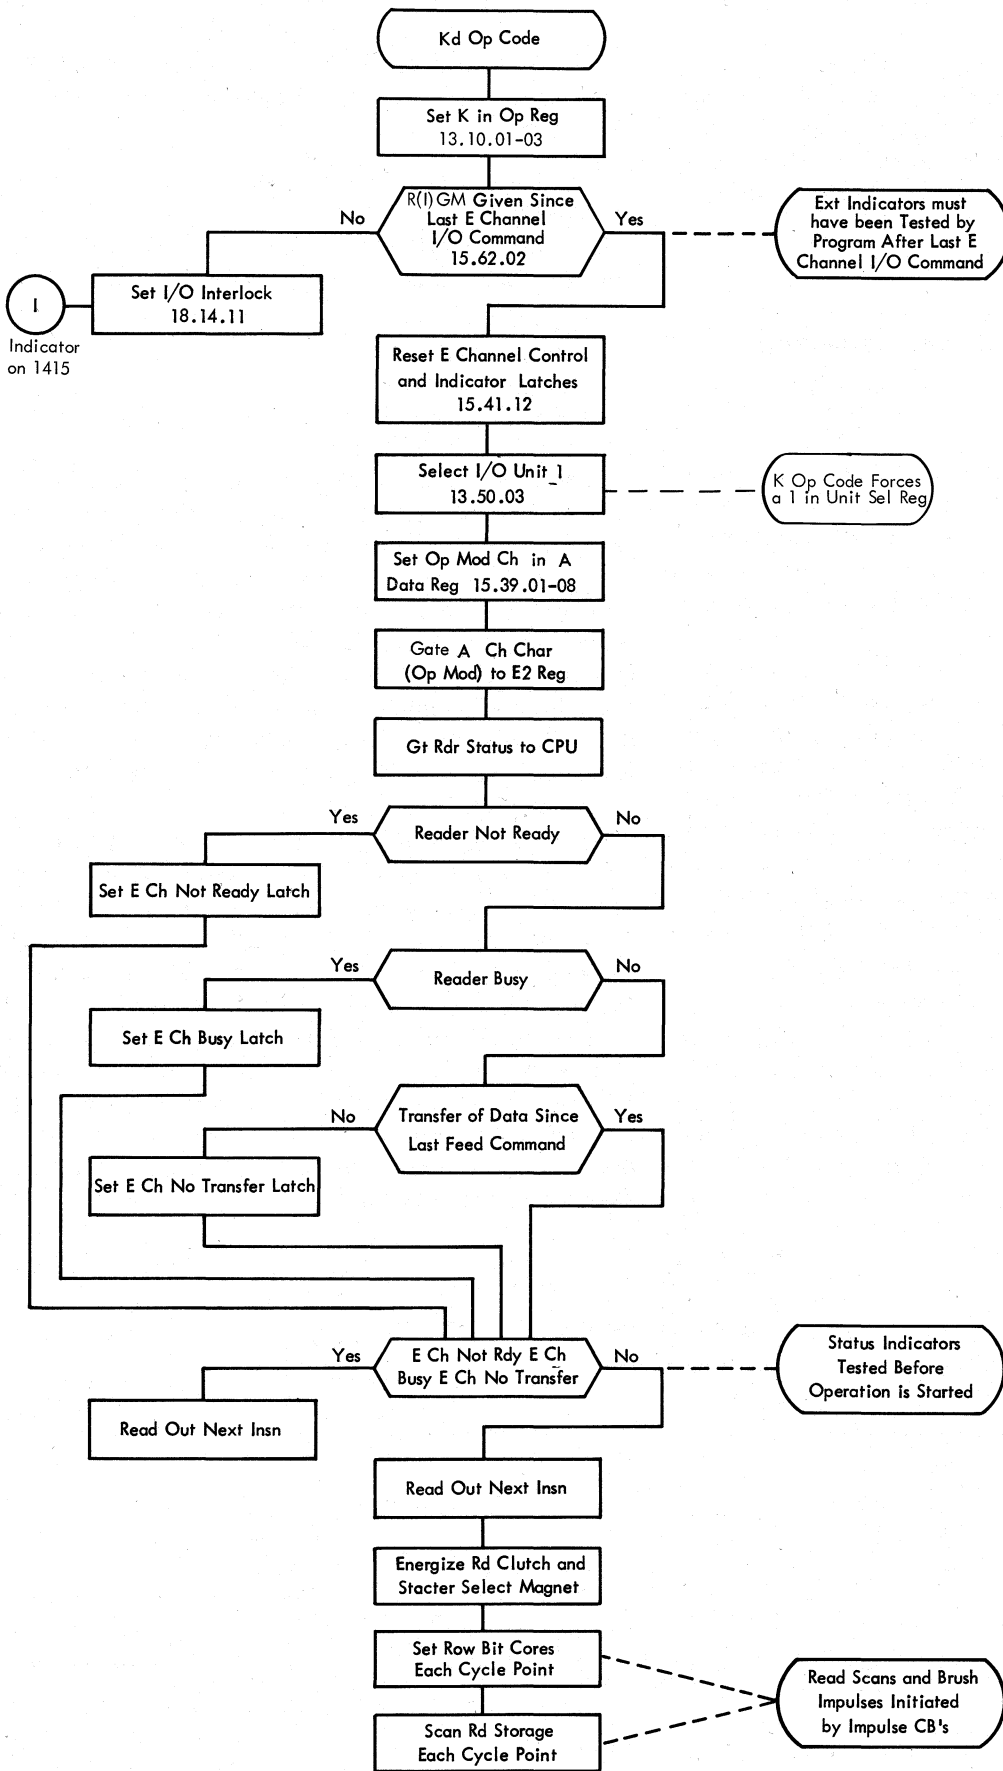 Kd Op Code
Set K in Op Reg
13.10.01-03
R(I)GM Given Since
Last E Channel
I/O Command
15.62.02
No
Yes
Ext Indicators must
have been Tested by
Program After Last E
Channel I/O Command
Set I/O Interlock
18.14.11
I
Indicator
on 1415
Reset E Channel Control
and Indicator Latches
15.41.12
Select I/O Unit 1
13.50.03
K Op Code Forces
a 1 in Unit Sel Reg
Set Op Mod Ch in A
Data Reg 15.39.01-08
Gate A Ch Char
(Op Mod) to E2 Reg
Gt Rdr Status to CPU
Yes
Reader Not Ready
No
Set E Ch Not Ready Latch
Yes
Reader Busy
No
Set E Ch Busy Latch
No
Transfer of Data Since
Last Feed Command
Yes
Set E Ch No Transfer Latch
Yes
E Ch Not Rdy E Ch
Busy E Ch No Transfer
No
Status Indicators
Tested Before
Operation is Started
Read Out Next Insn
Read Out Next Insn
Energize Rd Clutch and
Stacter Select Magnet
Set Row Bit Cores
Each Cycle Point
Read Scans and Brush
Impulses Initiated
by Impulse CB's
Scan Rd Storage
Each Cycle Point